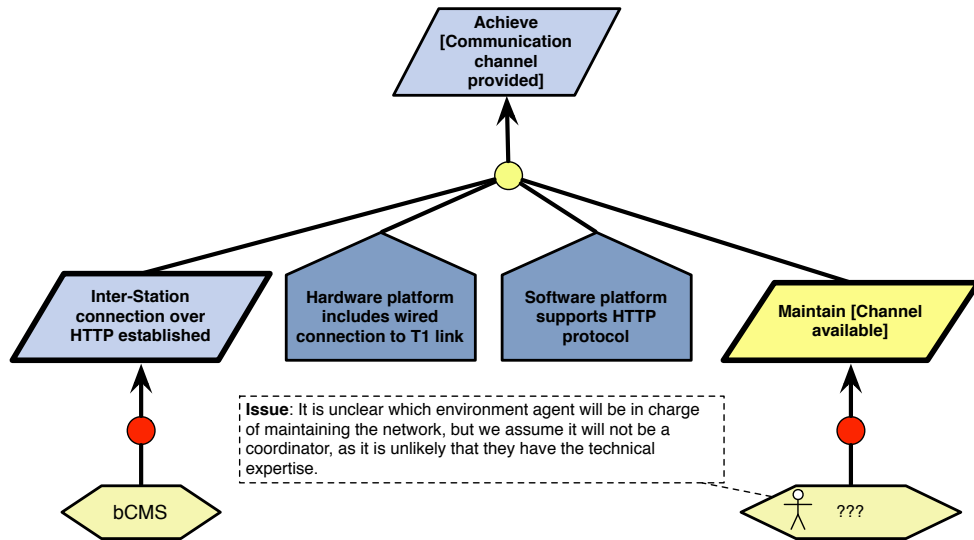 Achieve
[Communication
channel
provided]
Inter-Station
connection over
HTTP established
Hardware platform
includes wired
connection to T1 link
Software platform
supports HTTP
protocol
Maintain [Channel
available]
Issue: It is unclear which environment agent will be in charge
of maintaining the network, but we assume it will not be a
coordinator, as it is unlikely that they have the technical
expertise.
bCMS
???